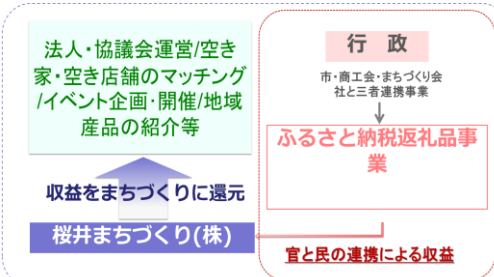 法人・協議会運営/空き
家・空き店舗のマッチング
/イベント企画・開催/地域
産品の紹介等
収益をまちづくりに還元
桜井まちづくり(株)
行 政
市・商工会・まちづくり会
社と三者連携事業
ふるさと納税返礼品事
業
官と民の連携による収益